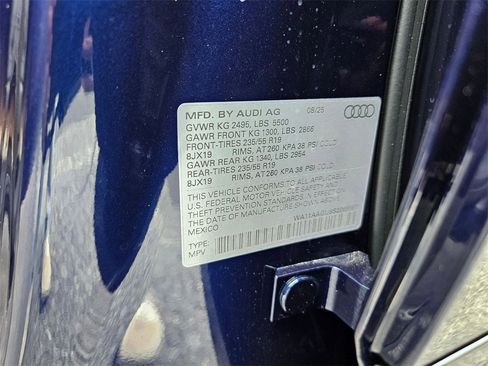 MFD. BY AUDI AG 08/25
GVWR KG 2495, LBS 5500
GAWR FRONT KG 1300, LBS 2866
FRONT-TIRES 235/55 R19
8JX19 RIMS, AT 260 KPA 38 PSI COLD
GAWR REAR KG 1340, LBS 2954
REAR-TIRES 235/55 R19
8JX19 RIMS, AT 260 KPA 38 PSI COLD
THIS VEHICLE CONFORMS TO ALL APPLICABLE
U.S. FEDERAL MOTOR VEHICLE SAFETY AND
THEFT PREVENTION STANDARDS IN EFFECT ON
THE DATE OF MANUFACTURE SHOWN ABOVE
MEXICO
TYPE:
MPV